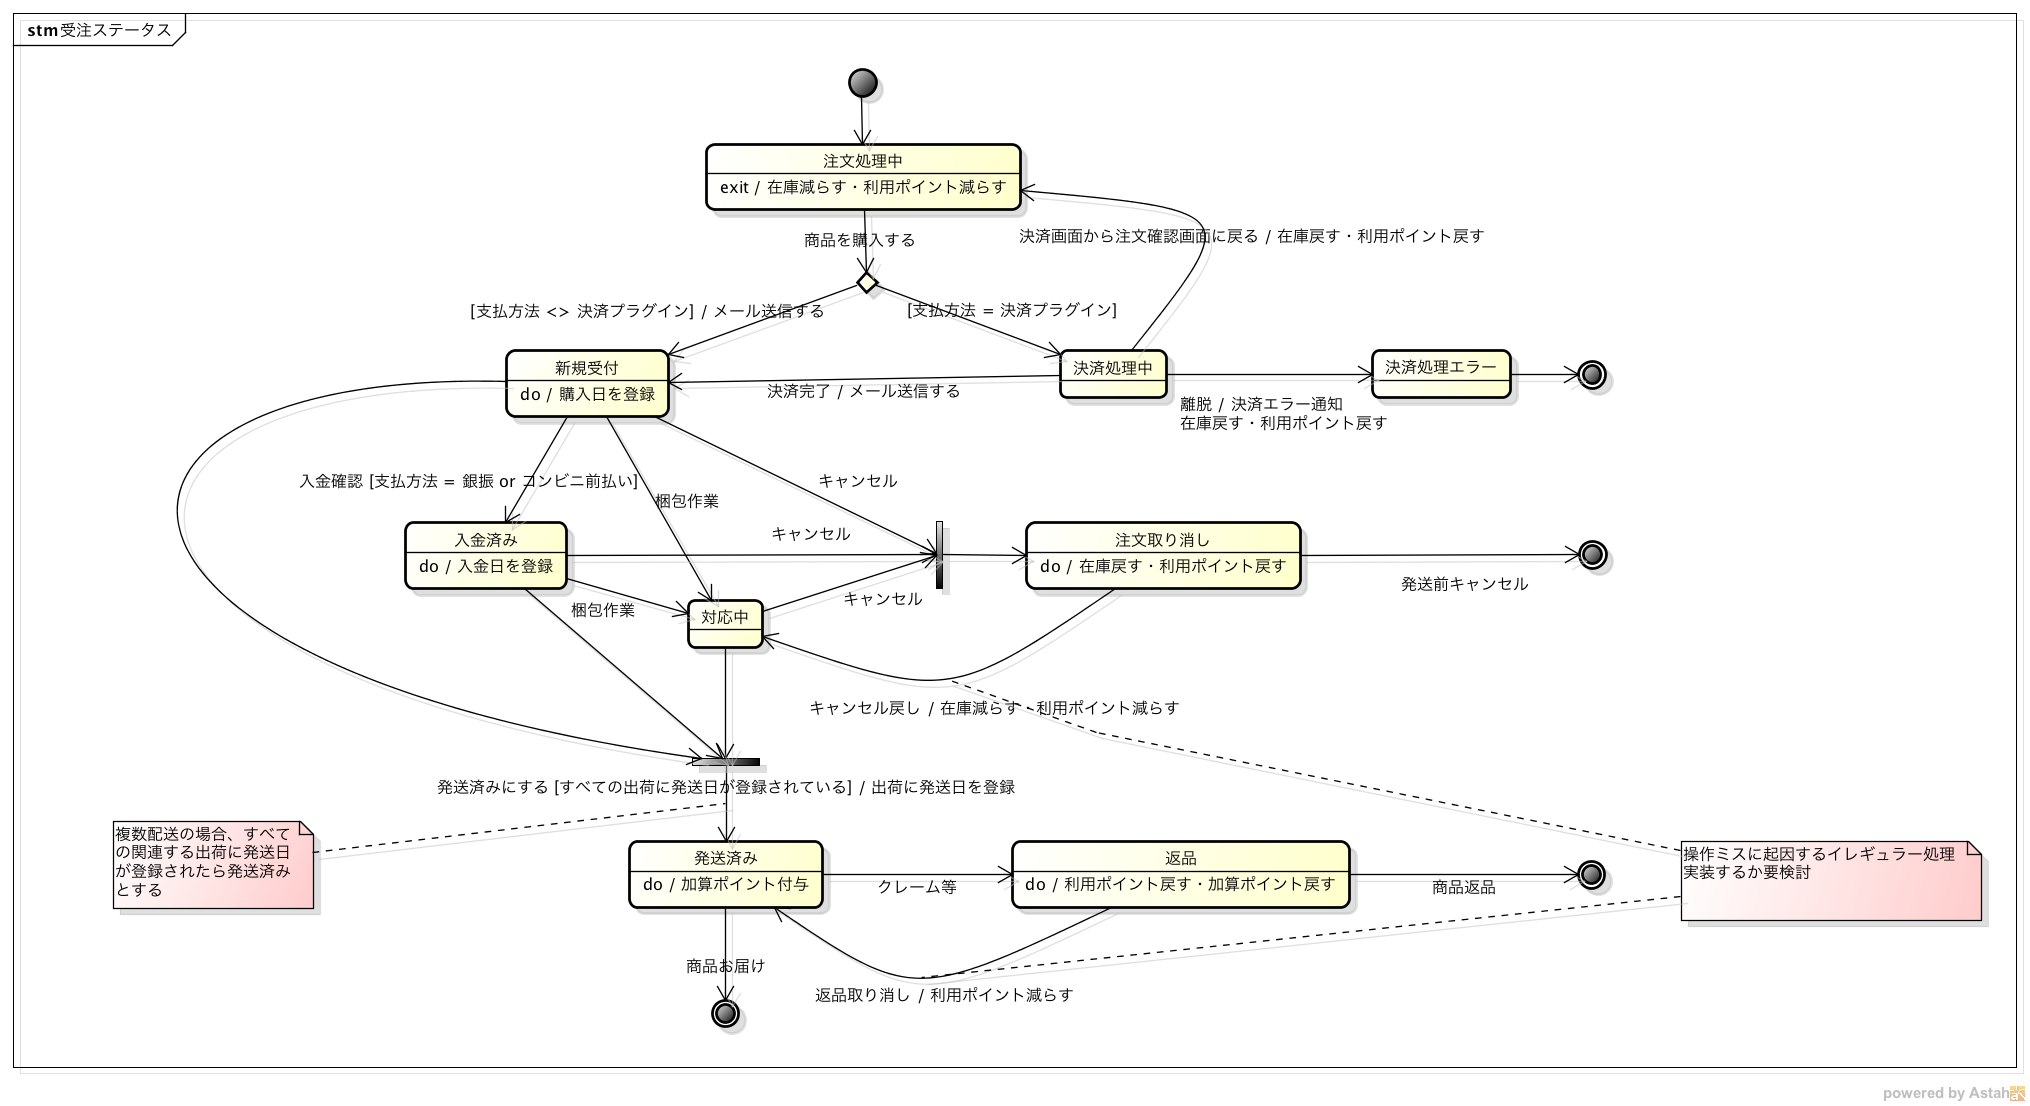 stm 受注ステータス
注文処理中
exit / 在庫減らす・利用ポイント減らす
商品を購入する
決済画面から注文確認画面に戻る / 在庫戻す・利用ポイント戻す
[支払方法 <> 決済プラグイン] / メール送信する
[支払方法 = 決済プラグイン]
新規受付
do / 購入日を登録
決済処理中
決済処理エラー
決済完了 / メール送信する
離脱 / 決済エラー通知
在庫戻す・利用ポイント戻す
入金確認 [支払方法 = 銀振 or コンビニ前払い]
梱包作業
キャンセル
キャンセル
入金済み
do / 入金日を登録
注文取り消し
do / 在庫戻す・利用ポイント戻す
発送前キャンセル
梱包作業
対応中
キャンセル
キャンセル戻し / 在庫減らす・利用ポイント減らす
発送済みにする [すべての出荷に発送日が登録されている] / 出荷に発送日を登録
複数配送の場合、すべて
の関連する出荷に発送日
が登録されたら発送済み
とする
発送済み
do / 加算ポイント付与
クレーム等
返品
do / 利用ポイント戻す・加算ポイント戻す
商品返品
操作ミスに起因するイレギュラー処理
実装するか要検討
商品お届け
返品取り消し / 利用ポイント減らす
powered by Astah